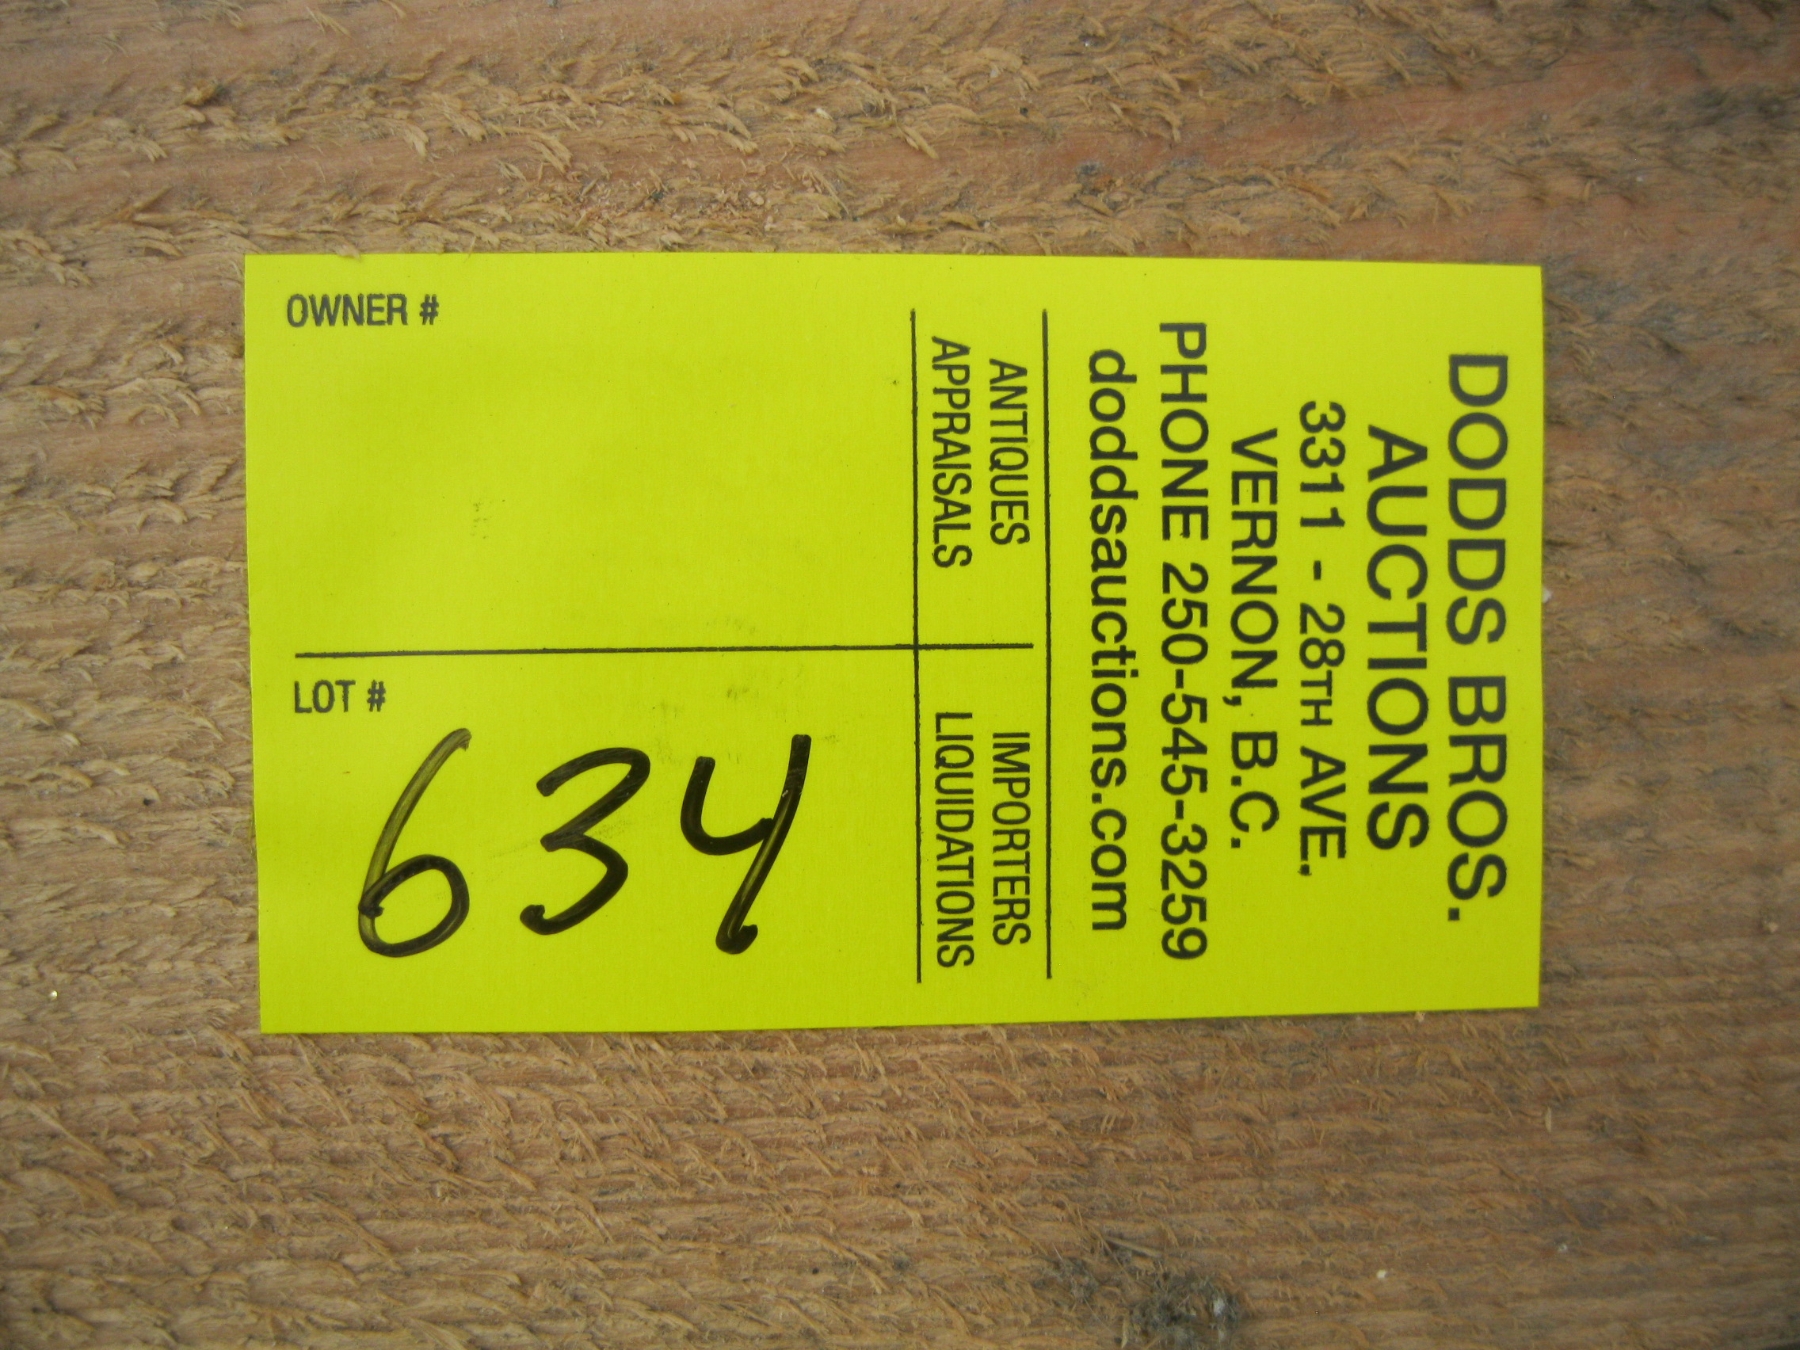 DODDS BROS.
AUCTIONS
3311 - 28TH AVE.
VERNON, B.C.
PHONE 250-545-3259
doddsauctions.com
ANTIQUES
APPRAISALS
IMPORTERS
LIQUIDATIONS
OWNER #
LOT #
634